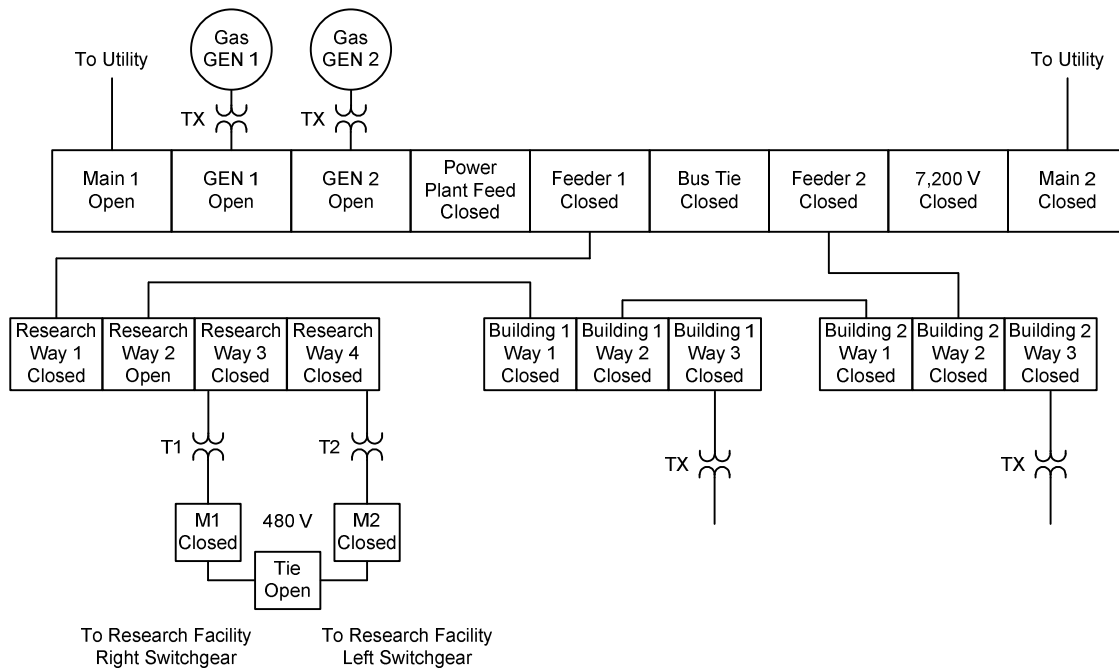 Gas
GEN 1
Gas
GEN 2
To Utility
To Utility
TX
TX
Main 1
Open
GEN 1
Open
GEN 2
Open
Power
Plant Feed
Closed
Feeder 1
Closed
Bus Tie
Closed
Feeder 2
Closed
7,200 V
Closed
Main 2
Closed
Research
Way 1
Closed
Research
Way 2
Open
Research
Way 3
Closed
Research
Way 4
Closed
Building 1
Way 1
Closed
Building 1
Way 2
Closed
Building 1
Way 3
Closed
Building 2
Way 1
Closed
Building 2
Way 2
Closed
Building 2
Way 3
Closed
T1
T2
TX
TX
M1
Closed
480 V
M2
Closed
Tie
Open
To Research Facility
Right Switchgear
To Research Facility
Left Switchgear